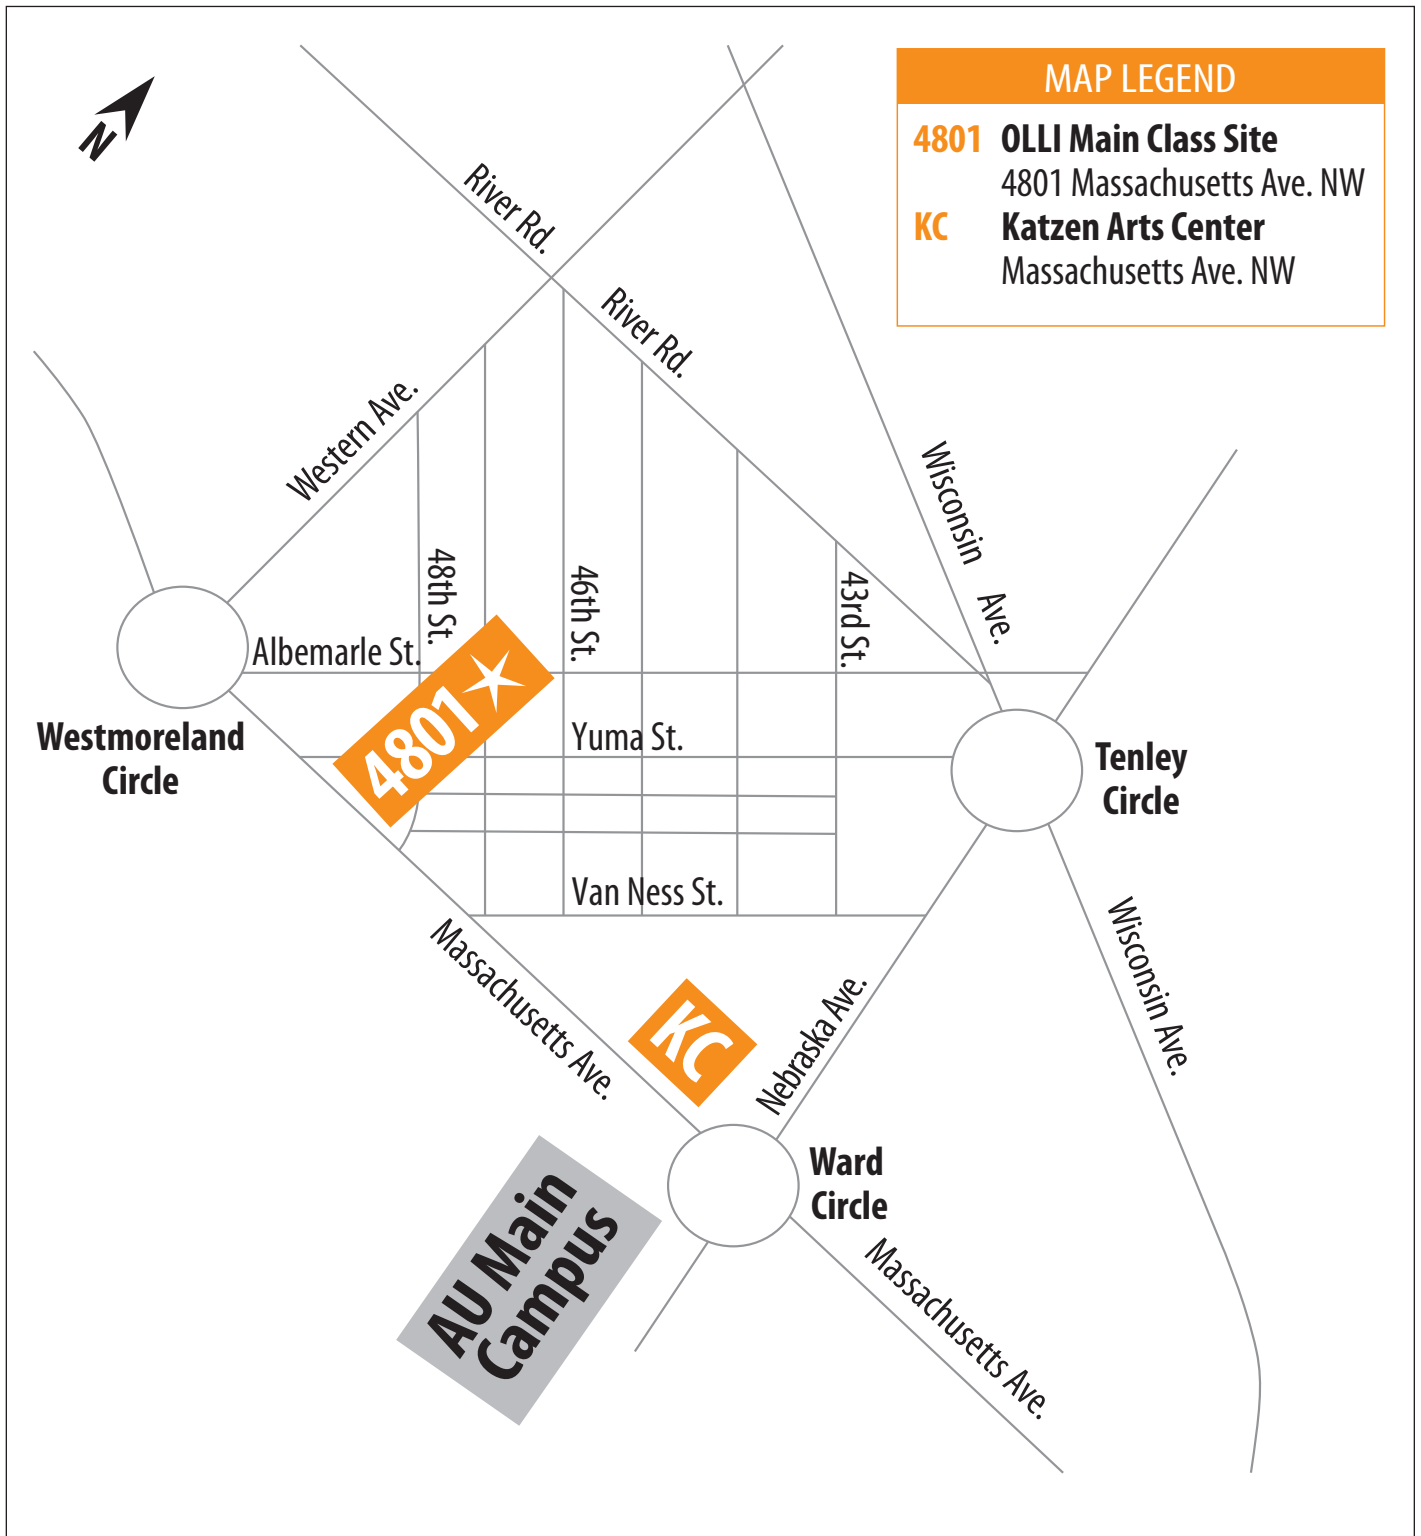 N
MAP LEGEND
4801 OLLI Main Class Site
4801 Massachusetts Ave. NW
KC Katzen Arts Center
Massachusetts Ave. NW
River Rd.
River Rd.
Western Ave.
Wisconsin Ave.
48th St.
46th St.
43rd St.
Albemarle St.
4801
Yuma St.
Westmoreland
Circle
Tenley
Circle
Van Ness St.
Massachusetts Ave.
KC
Nebraska Ave.
Wisconsin Ave.
Ward
Circle
AU Main
Campus
Massachusetts Ave.